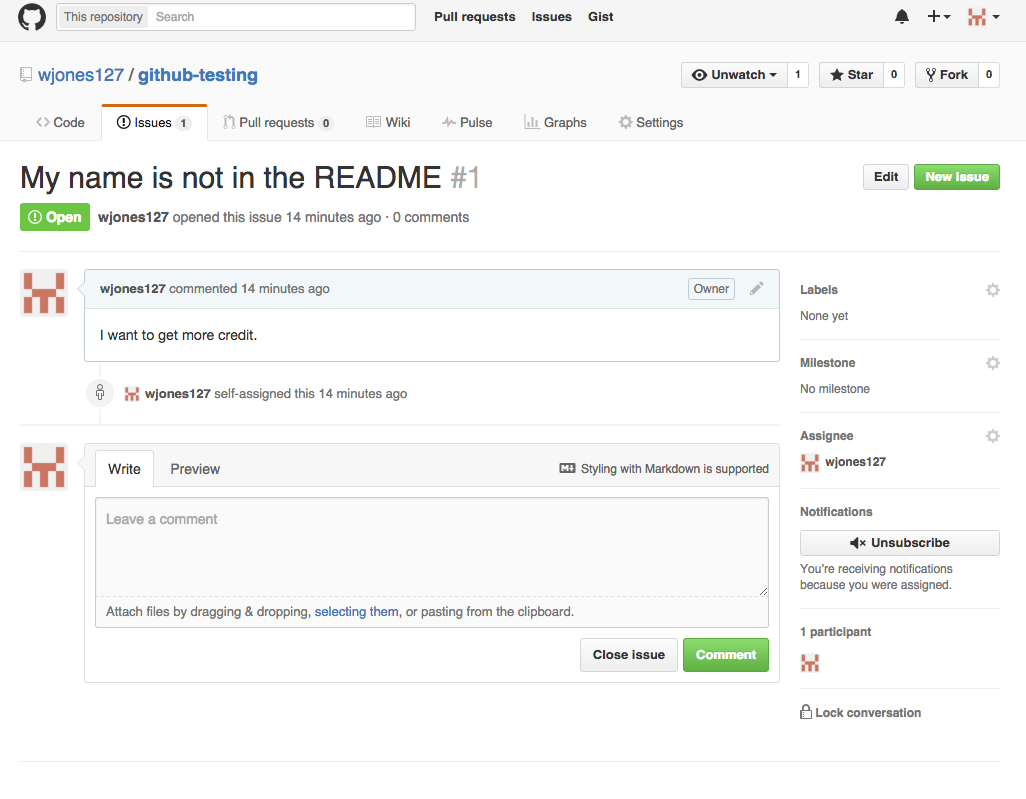 This repository Search Pull requests Issues Gist
wjones127 / github-testing Unwatch 1 Star 0 Fork 0
Code Issues 1 Pull requests 0 Wiki Pulse Graphs Settings
My name is not in the README #1 Edit New Issue
Open wjones127 opened this issue 14 minutes ago · 0 comments
wjones127 commented 14 minutes ago Owner
I want to get more credit.
wjones127 self-assigned this 14 minutes ago
Write Preview Styling with Markdown is supported
Leave a comment
Attach files by dragging & dropping, selecting them, or pasting from the clipboard.
Close issue Comment
Labels
None yet
Milestone
No milestone
Assignee
wjones127
Notifications
Unsubscribe
You're receiving notifications
because you were assigned.
1 participant
Lock conversation